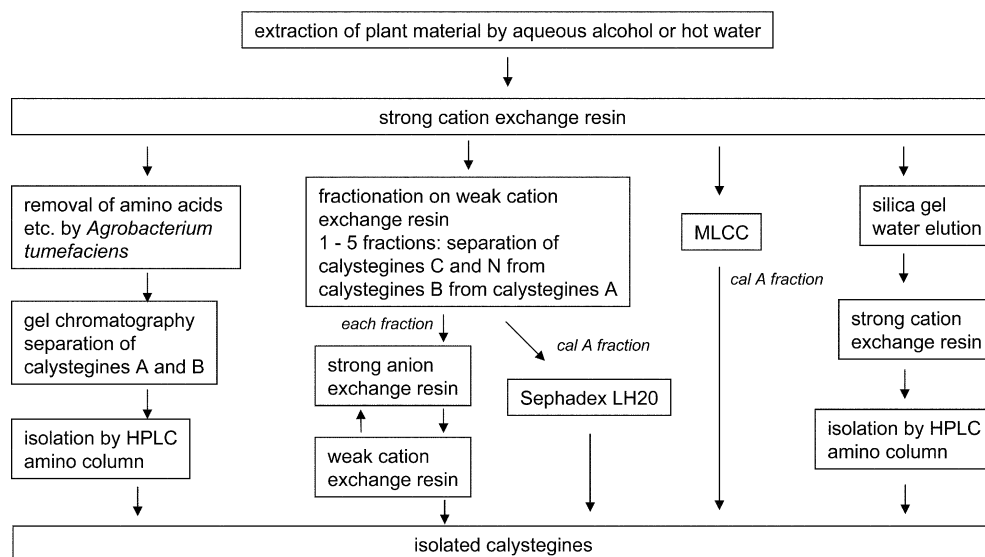 extraction of plant material by aqueous alcohol or hot water
strong cation exchange resin
removal of amino acids
etc. by Agrobacterium
tumefaciens
gel chromatography
separation of
calystegines A and B
isolation by HPLC
amino column
fractionation on weak cation
exchange resin
1 - 5 fractions: separation of
calystegines C and N from
calystegines B from calystegines A
each fraction
cal A fraction
strong anion
exchange resin
weak cation
exchange resin
Sephadex LH20
MLCC
cal A fraction
silica gel
water elution
strong cation
exchange resin
isolation by HPLC
amino column
isolated calystegines